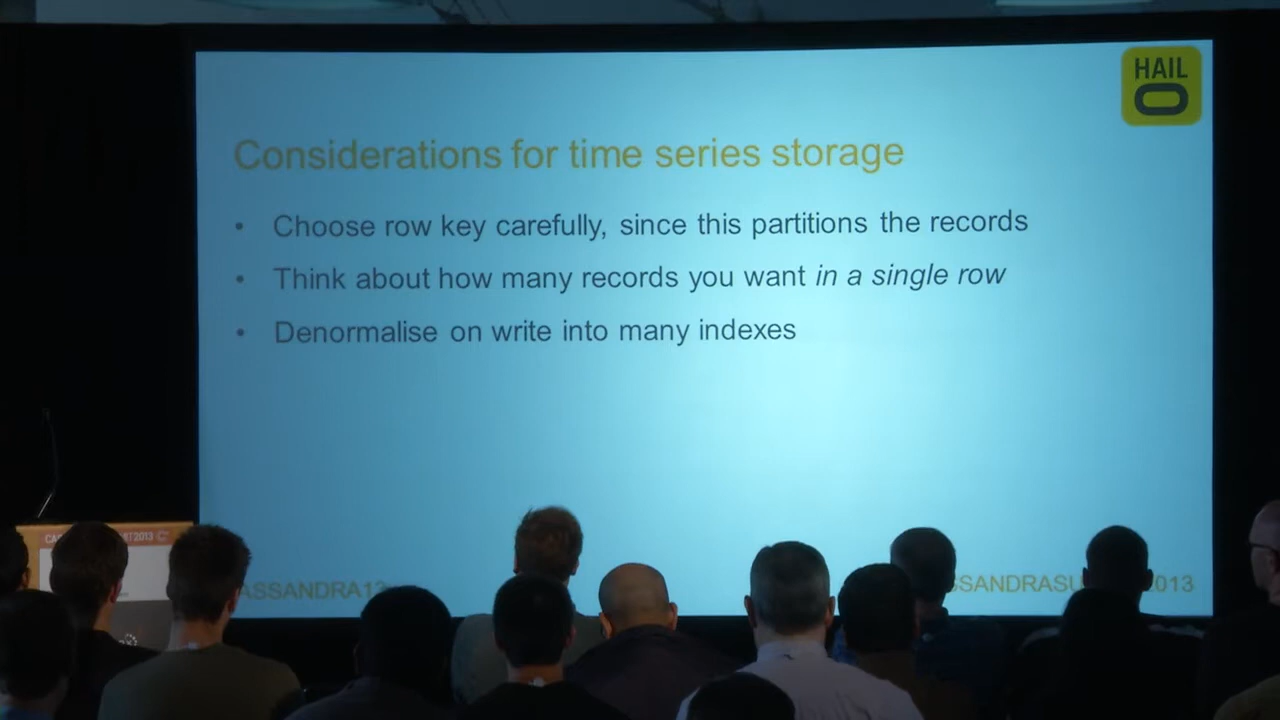 HAIL
O
Considerations for time series storage
• Choose row key carefully, since this partitions the records
• Think about how many records you want in a single row
• Denormalise on write into many indexes
2013